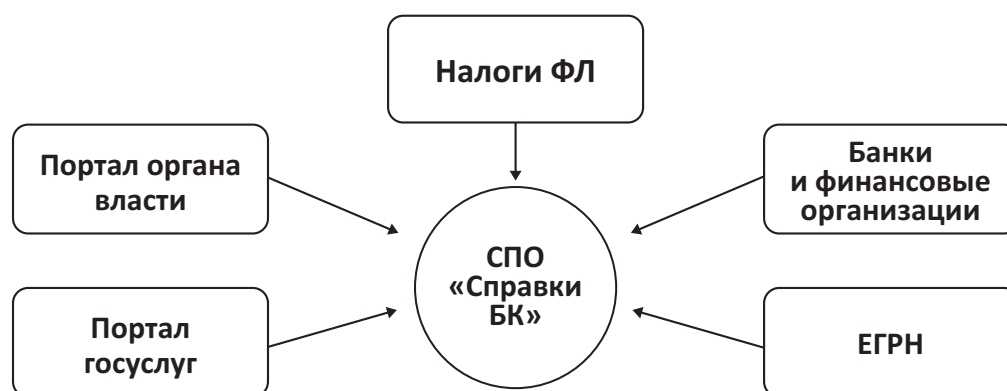 Налоги ФЛ
Портал органа
власти
Банки
и финансовые
организации
СПО
«Справки
БК»
Портал
госуслуг
ЕГРН